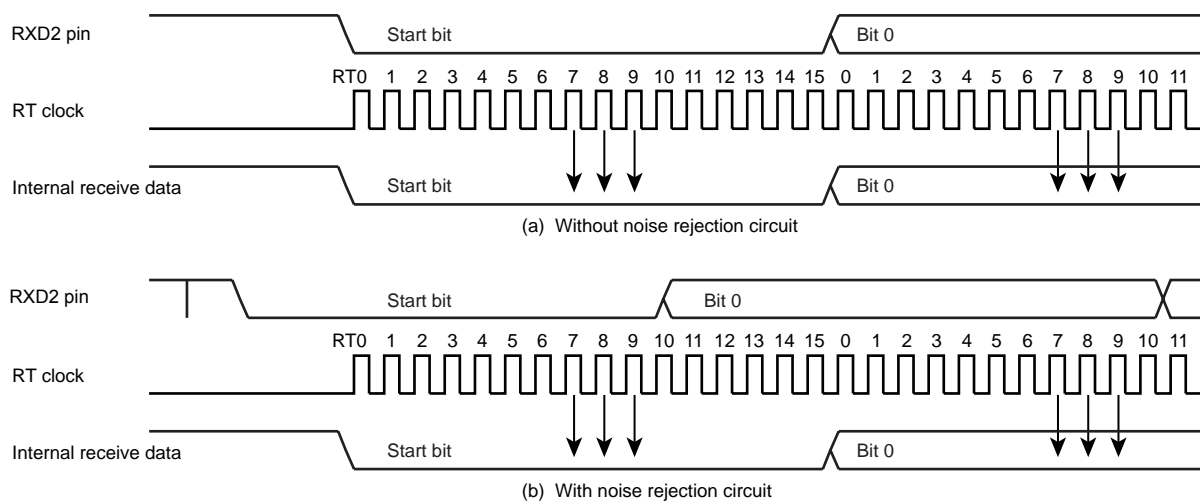 RXD2 pin Start bit Bit 0
RT0 1 2 3 4 5 6 7 8 9 10 11 12 13 14 15 0 1 2 3 4 5 6 7 8 9 10 11
RT clock
Internal receive data Start bit Bit 0
(a) Without noise rejection circuit
RXD2 pin Start bit Bit 0
RT0 1 2 3 4 5 6 7 8 9 10 11 12 13 14 15 0 1 2 3 4 5 6 7 8 9 10 11
RT clock
Internal receive data Start bit Bit 0
(b) With noise rejection circuit